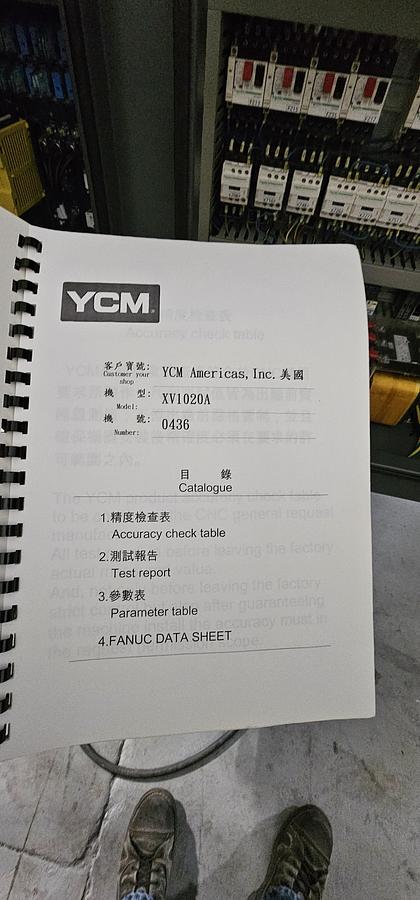 YCM
客戶寶號:
Customer your shop
YCM Americas,Inc.美國
機 型:
Model:
XV1020A
機 號:
Number:
0436
目 錄
Catalogue
1.精度檢查表
Accuracy check table
2.測試報告
Test report
3.參數表
Parameter table
4.FANUC DATA SHEET